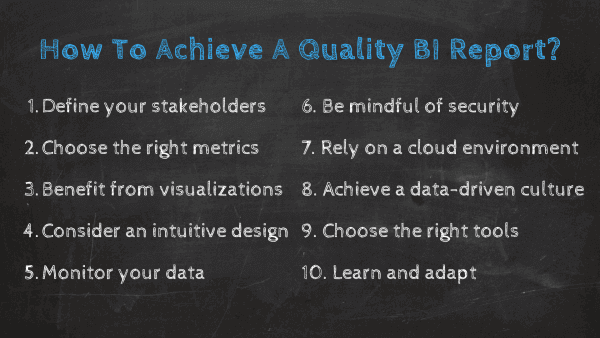 How To Achieve A Quality BI Report?
1. Define your stakeholders
2. Choose the right metrics
3. Benefit from visualizations
4. Consider an intuitive design
5. Monitor your data
6. Be mindful of security
7. Rely on a cloud environment
8. Achieve a data-driven culture
9. Choose the right tools
10. Learn and adapt